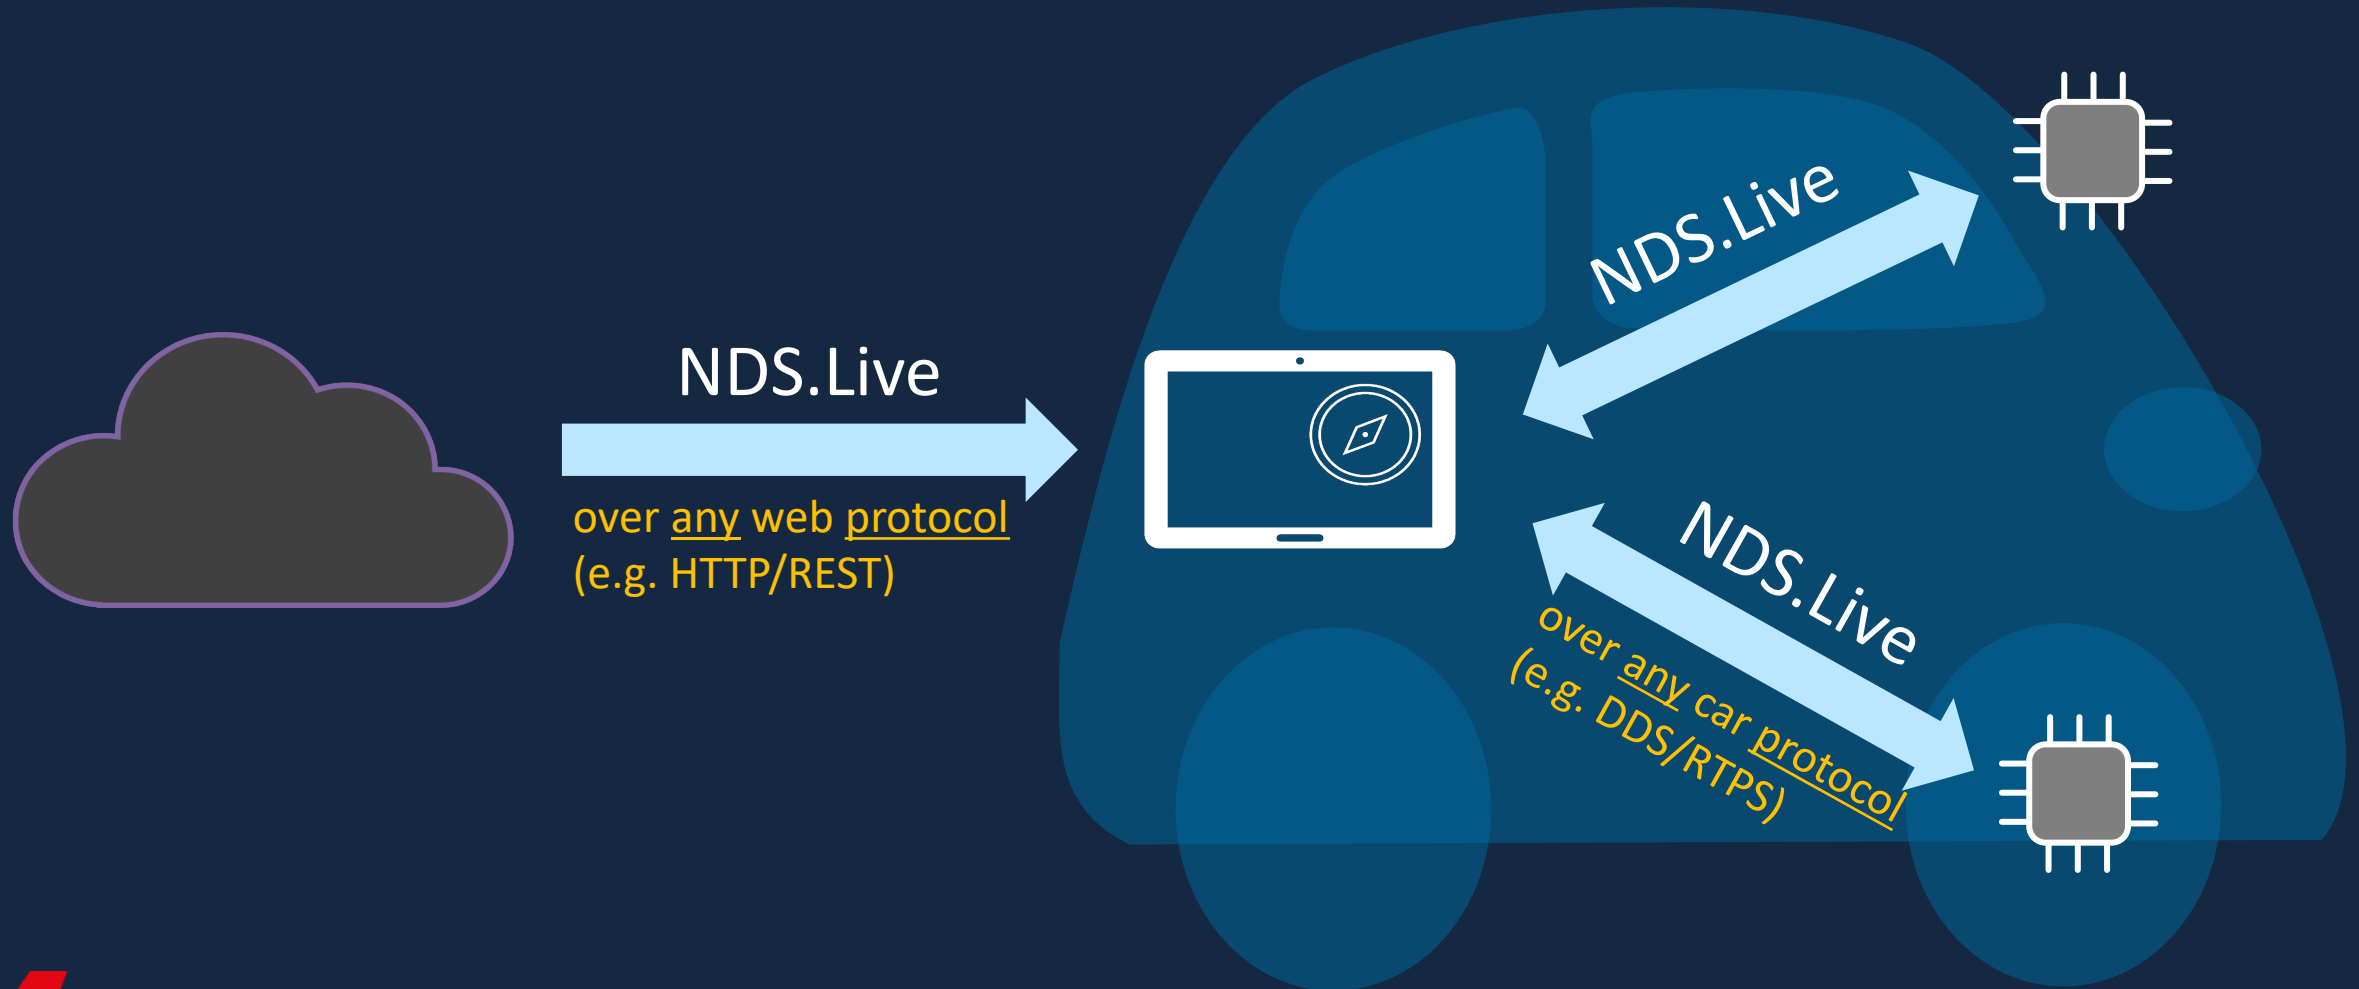 NDS.Live
over any web protocol
(e.g. HTTP/REST)
NDS.Live
NDS.Live
over any car protocol
(e.g. DDS/RTPS)